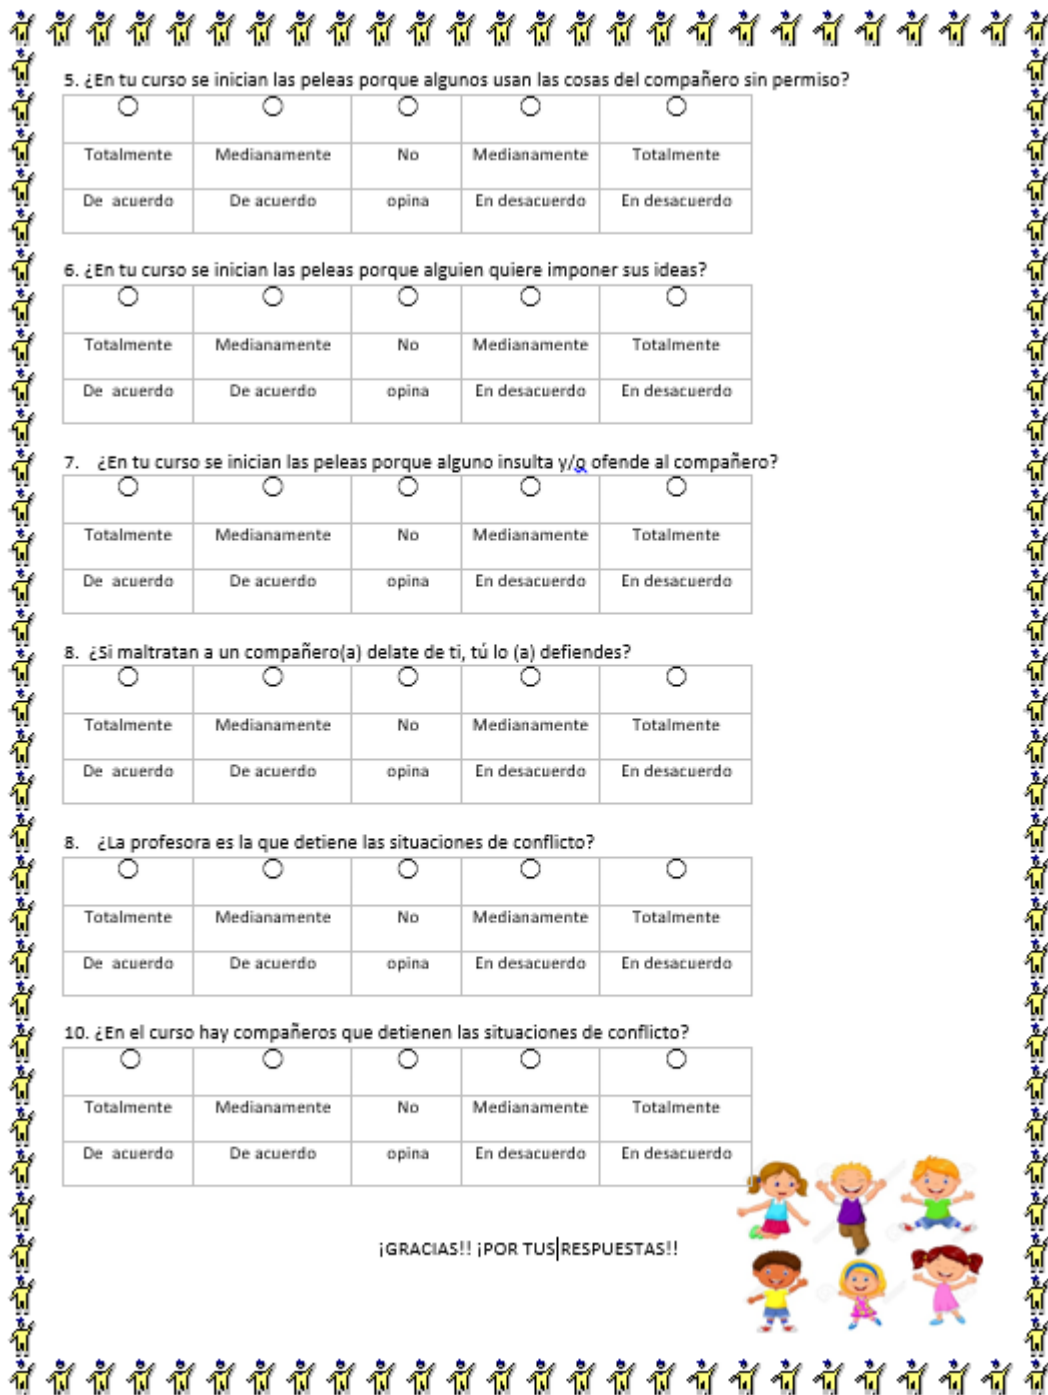 5. ¿En tu curso se inician las peleas porque algunos usan las cosas del compañero sin permiso?
Totalmente Medianamente No Medianamente Totalmente
De acuerdo De acuerdo opina En desacuerdo En desacuerdo
6. ¿En tu curso se inician las peleas porque alguien quiere imponer sus ideas?
Totalmente Medianamente No Medianamente Totalmente
De acuerdo De acuerdo opina En desacuerdo En desacuerdo
7. ¿En tu curso se inician las peleas porque alguno insulta y/o ofende al compañero?
Totalmente Medianamente No Medianamente Totalmente
De acuerdo De acuerdo opina En desacuerdo En desacuerdo
8. ¿Si maltratan a un compañero(a) delate de ti, tú lo (a) defiendes?
Totalmente Medianamente No Medianamente Totalmente
De acuerdo De acuerdo opina En desacuerdo En desacuerdo
8. ¿La profesora es la que detiene las situaciones de conflicto?
Totalmente Medianamente No Medianamente Totalmente
De acuerdo De acuerdo opina En desacuerdo En desacuerdo
10. ¿En el curso hay compañeros que detienen las situaciones de conflicto?
Totalmente Medianamente No Medianamente Totalmente
De acuerdo De acuerdo opina En desacuerdo En desacuerdo
¡GRACIAS!! ¡POR TUS RESPUESTAS!!